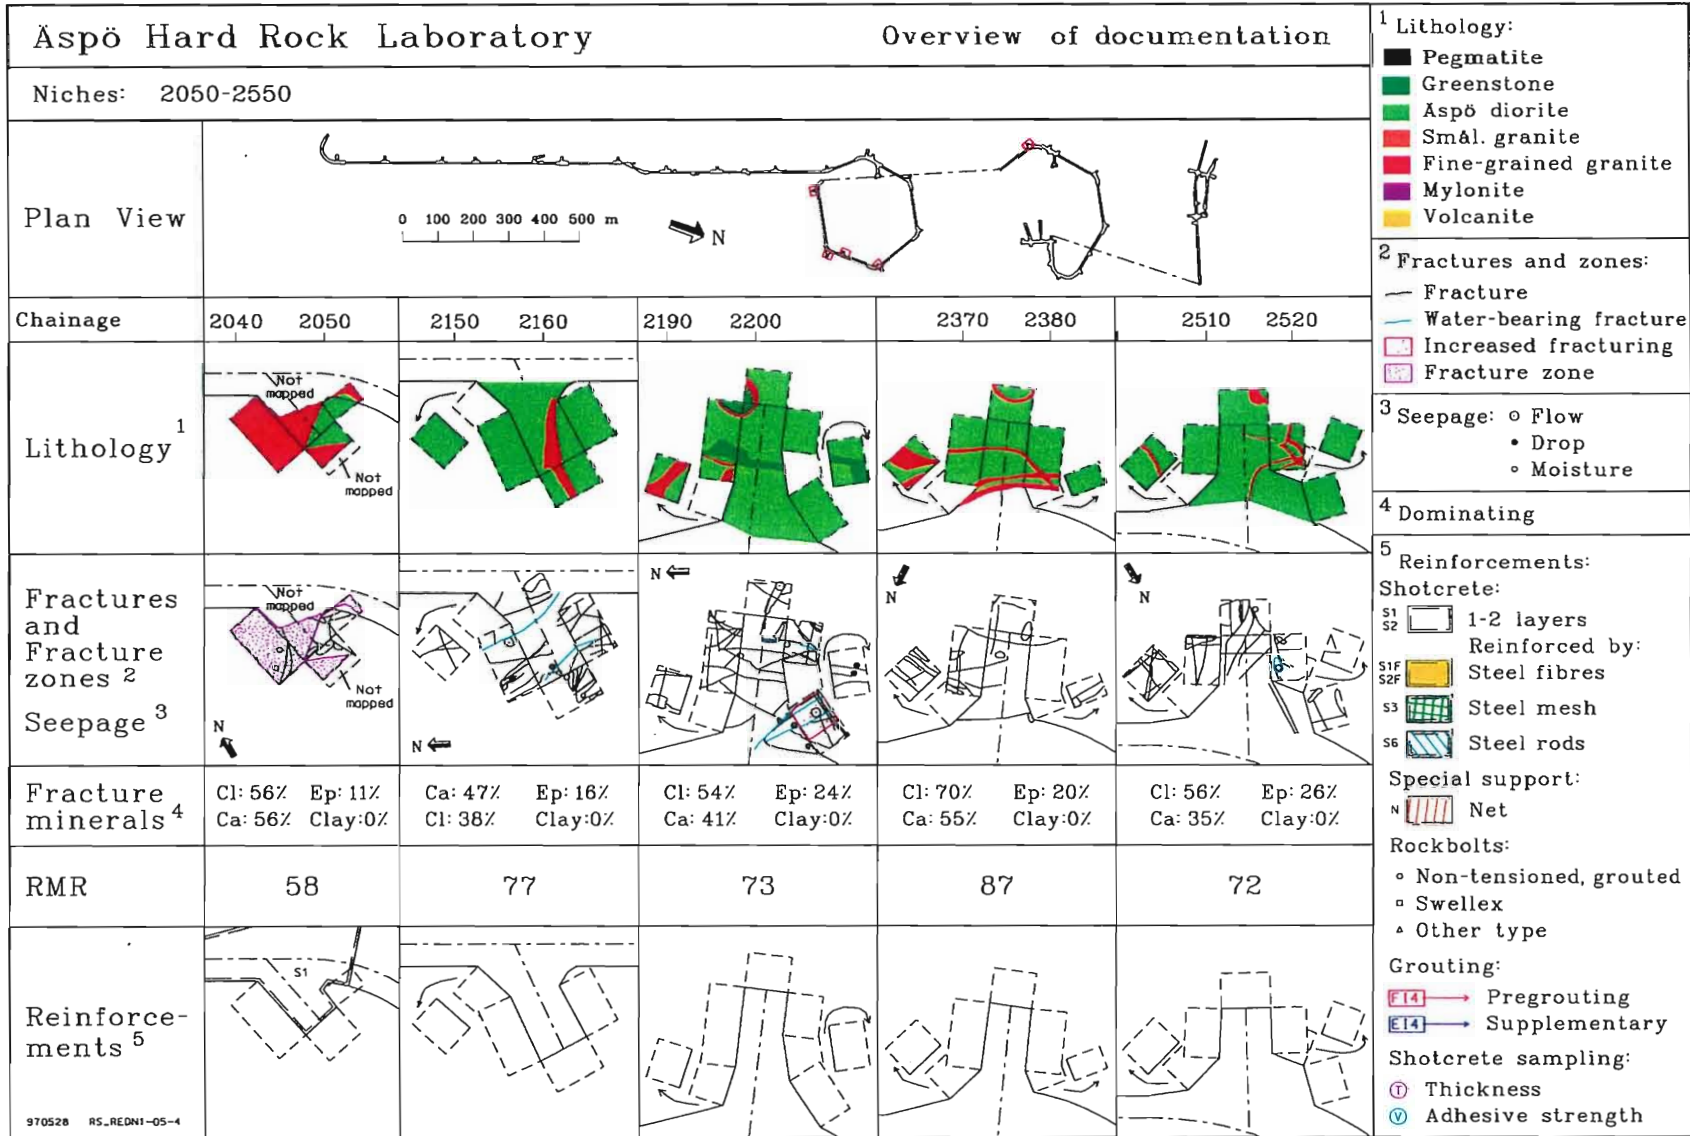 Äspö Hard Rock Laboratory
Overview of documentation
Niches: 2050-2550
Plan View
0 100 200 300 400 500 m
N
Chainage
2040 2050
2150 2160
2190 2200
2370 2380
2510 2520
Lithology 1
Not
mapped
Not
mapped
Fractures
and
Fracture
zones 2
Seepage 3
Not
mapped
Not
mapped
N
N
N
N
N
Fracture
minerals 4
Cl: 56% Ep: 11%
Ca: 56% Clay:0%
Ca: 47% Ep: 16%
Cl: 38% Clay:0%
Cl: 54% Ep: 24%
Ca: 41% Clay:0%
Cl: 70% Ep: 20%
Ca: 55% Clay:0%
Cl: 56% Ep: 26%
Ca: 35% Clay:0%
RMR
58
77
73
87
72
Reinforce-
ments 5
S1
970528 RS_REDN1-05-4
1 Lithology:
Pegmatite
Greenstone
Äspö diorite
Smål. granite
Fine-grained granite
Mylonite
Volcanite
2 Fractures and zones:
Fracture
Water-bearing fracture
Increased fracturing
Fracture zone
3 Seepage: Flow
Drop
Moisture
4 Dominating
5 Reinforcements:
Shotcrete:
S1
S2
1-2 layers
Reinforced by:
S1F
S2F
Steel fibres
S3 Steel mesh
S6 Steel rods
Special support:
N Net
Rockbolts:
Non-tensioned, grouted
Swellex
Other type
Grouting:
F14 Pregrouting
E14 Supplementary
Shotcrete sampling:
T Thickness
V Adhesive strength